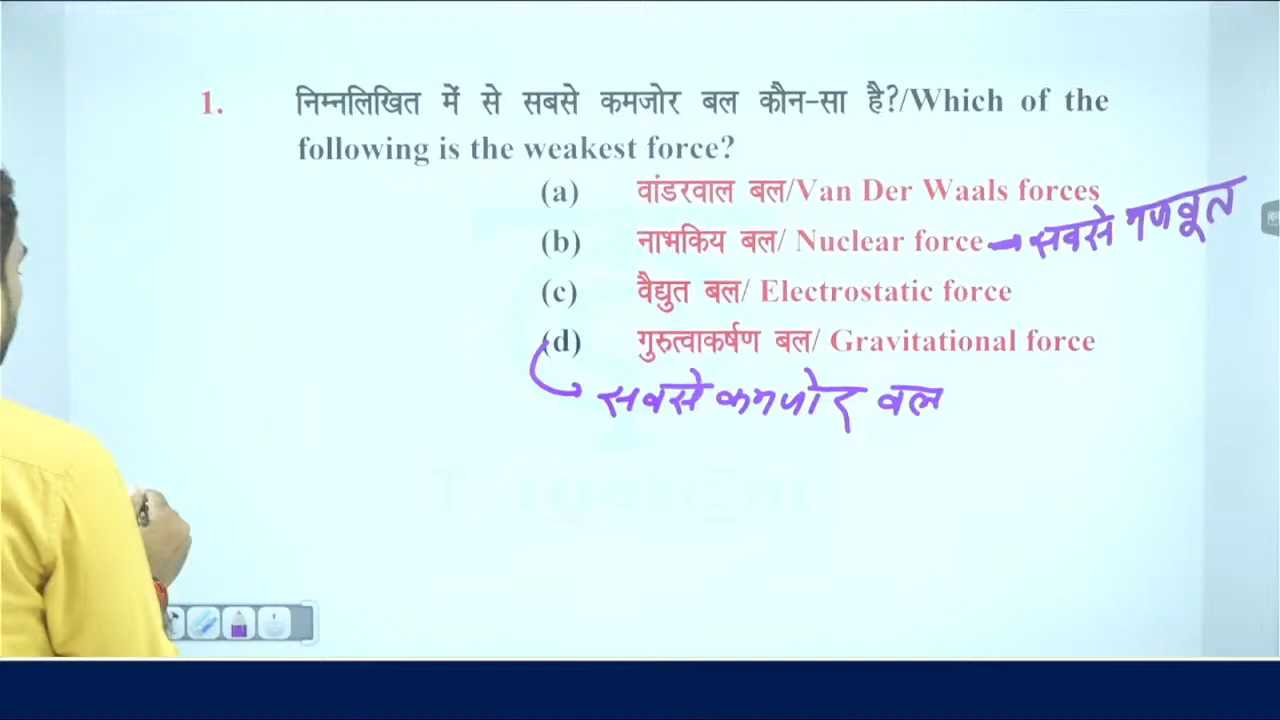 1. निम्नलिखित में से सबसे कमजोर बल कौन-सा है?/Which of the
following is the weakest force?
(a) वांडरवाल बल/Van Der Waals forces
(b) नाभकिय बल/ Nuclear force → सबसे मजबूत
(c) वैद्युत बल/ Electrostatic force
(d) गुरुत्वाकर्षण बल/ Gravitational force
सबसे कमजोर बल